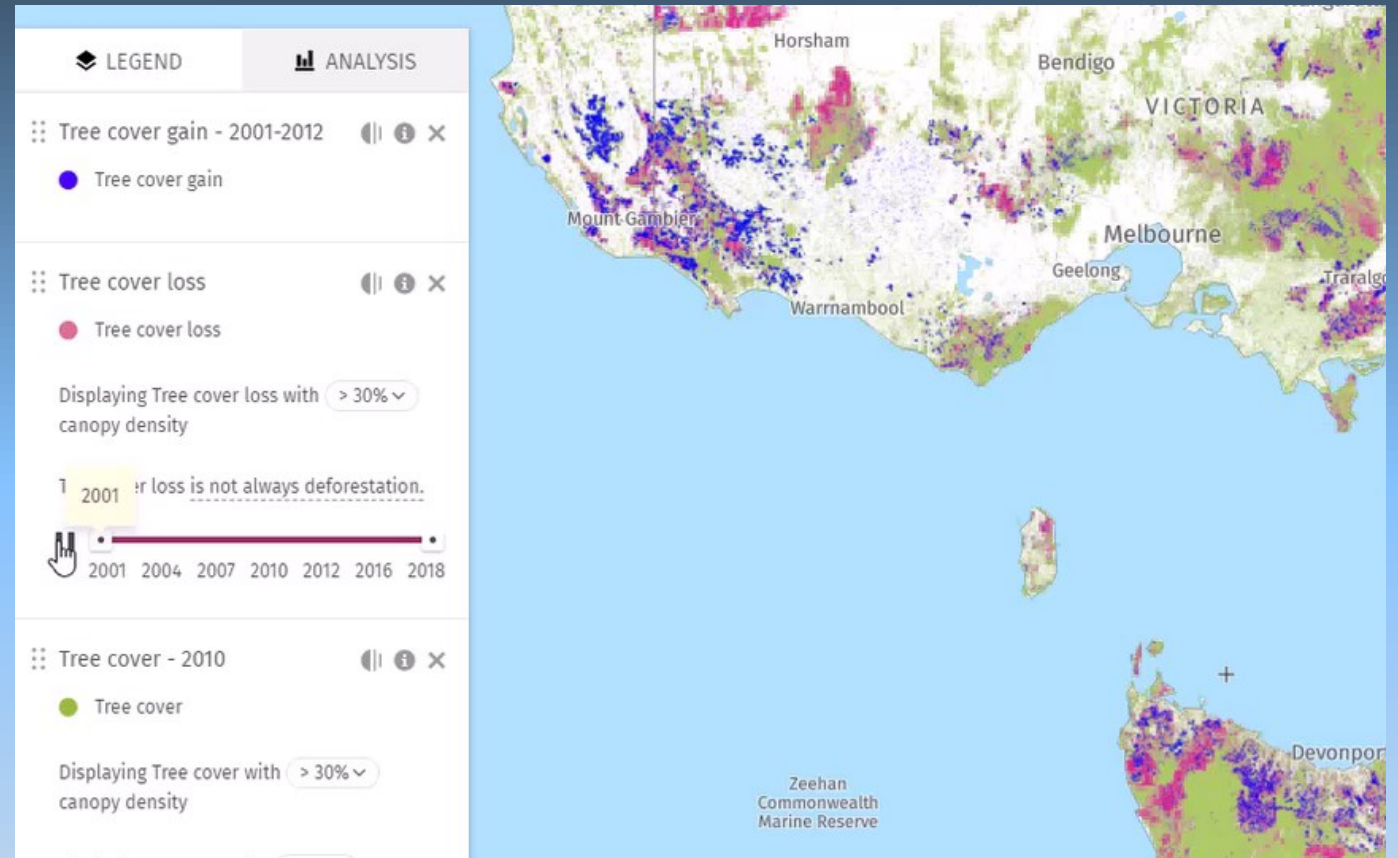 LEGEND
ANALYSIS
Tree cover gain - 2001-2012
Tree cover gain
Tree cover loss
Tree cover loss
Displaying Tree cover loss with > 30%
canopy density
2001
er loss is not always deforestation.
2001 2004 2007 2010 2012 2016 2018
Tree cover - 2010
Tree cover
Displaying Tree cover with > 30%
canopy density
Horsham
Bendigo
VICTORIA
Mount Gambier
Melbourne
Geelong
Traralg
Warrnambool
Devonpor
Zeehan
Commonwealth
Marine Reserve